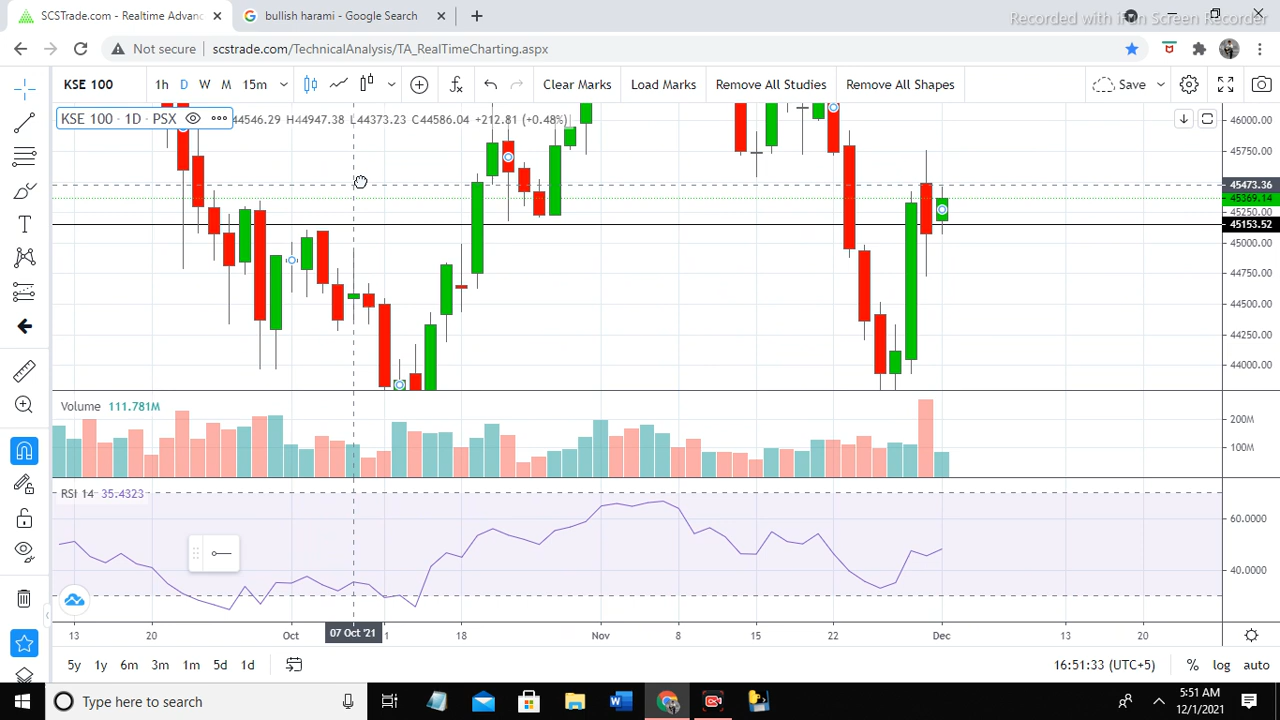 SCSTrade.com - Realtime Advanc
bullish harami - Google Search
Recorded with iFun Screen Recorder
Not secure
scstrade.com/TechnicalAnalysis/TA_RealTimeCharting.aspx
KSE 100 1h D W M 15m Clear Marks Load Marks Remove All Studies Remove All Shapes Save
KSE 100 · 1D · PSX 44546.29 H44947.38 L44373.23 C44586.04 +212.81 (+0.48%)
46000.00
45750.00
45473.36
45369.14
45250.00
45153.52
45000.00
44750.00
44500.00
44250.00
44000.00
Volume 111.781M
200M
100M
RSI 14 35.4323
60.0000
40.0000
13 20 Oct 07 Oct '21 1 18 Nov 8 15 22 Dec 13 20
5y 1y 6m 3m 1m 5d 1d 16:51:33 (UTC+5) % log auto
Type here to search
5:51 AM
12/1/2021